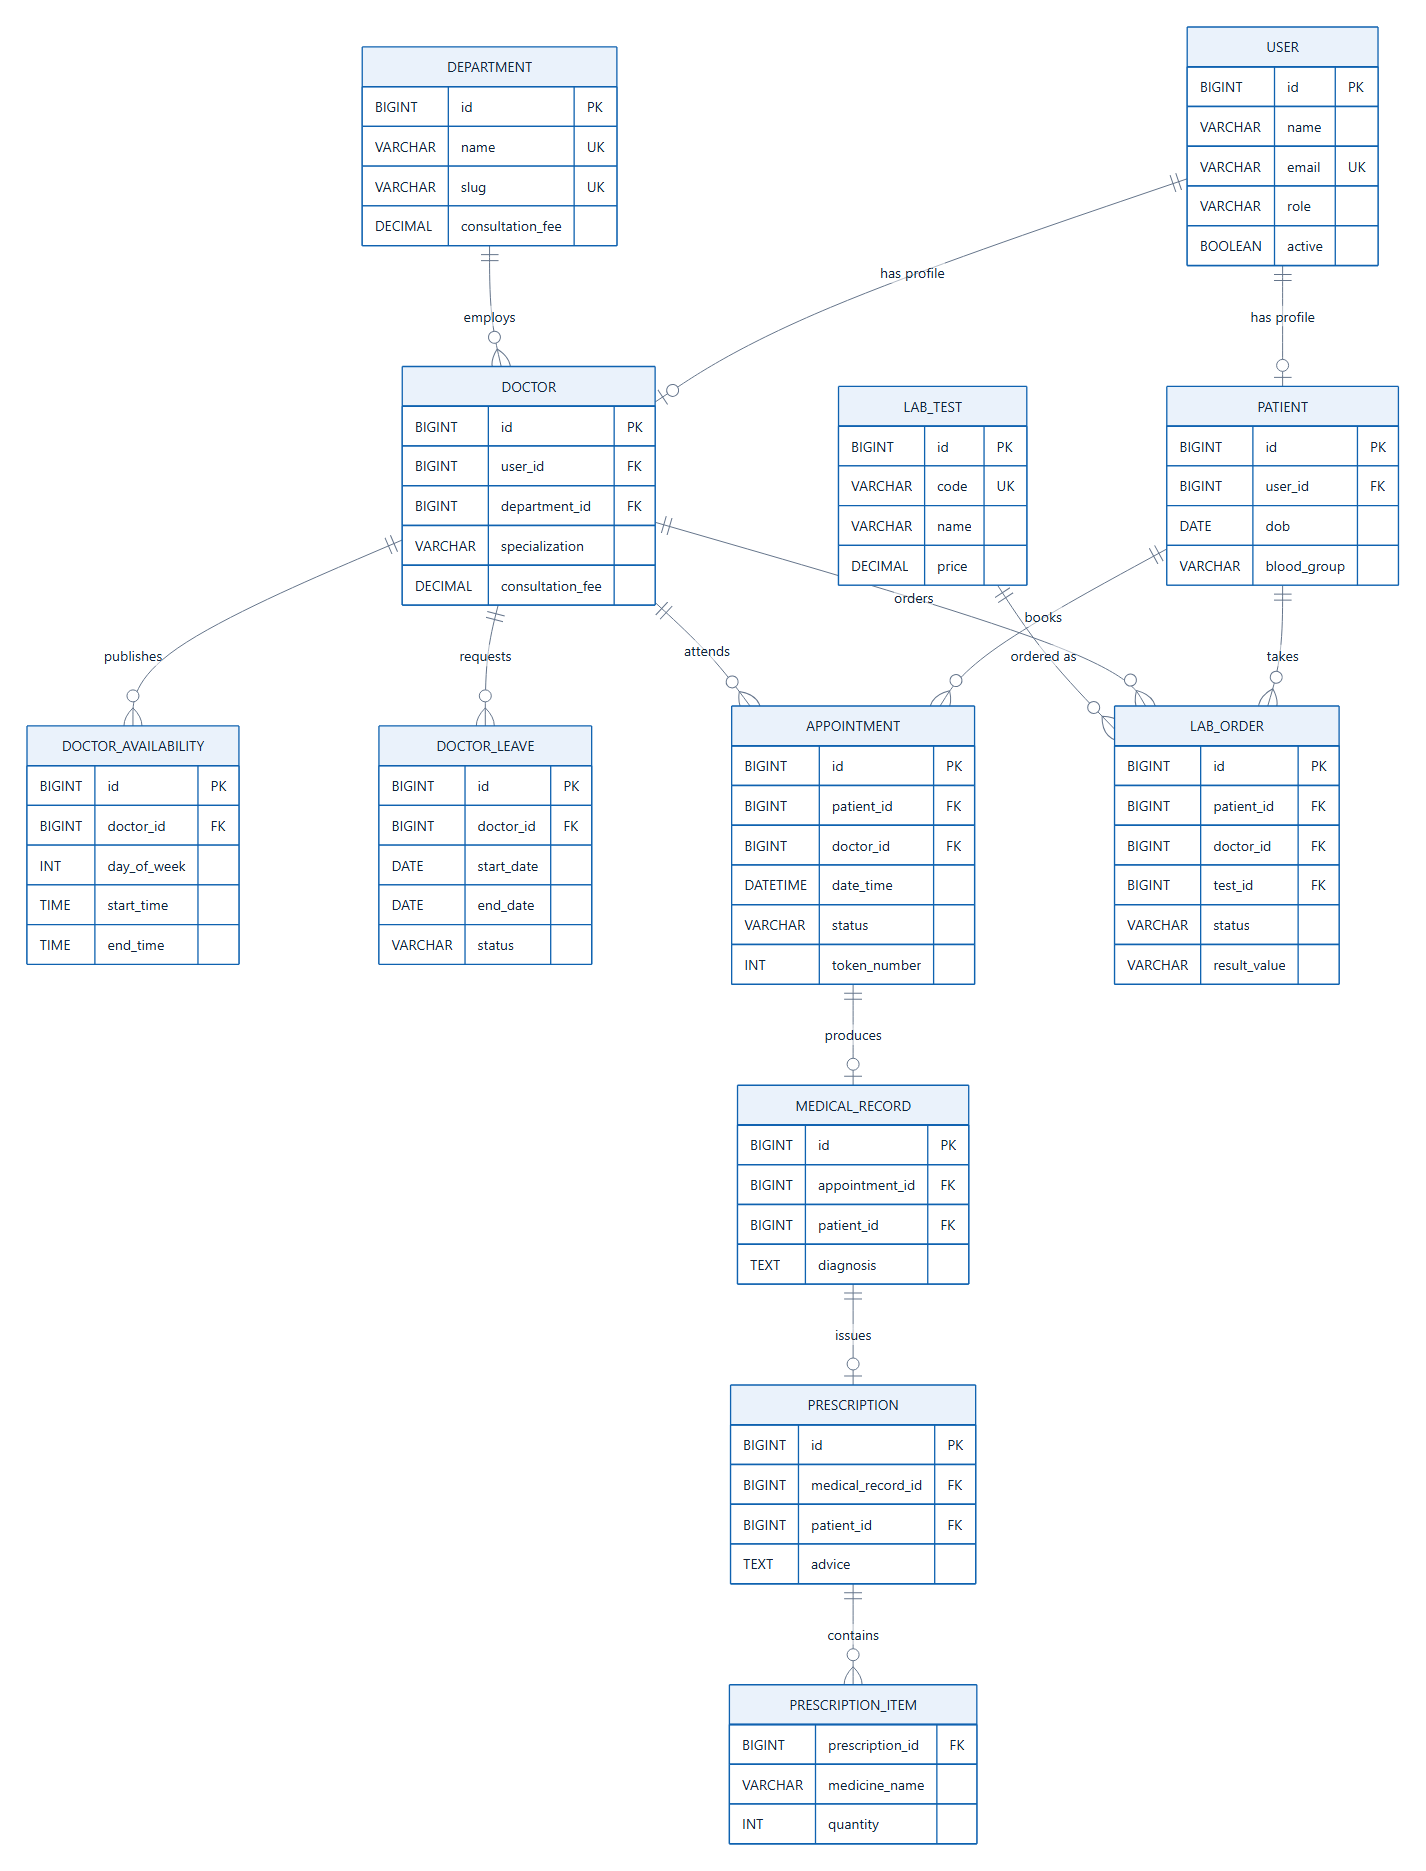 DEPARTMENT
BIGINT id PK
VARCHAR name UK
VARCHAR slug UK
DECIMAL consultation_fee
USER
BIGINT id PK
VARCHAR name
VARCHAR email UK
VARCHAR role
BOOLEAN active
has profile
employs
has profile
DOCTOR
BIGINT id PK
BIGINT user_id FK
BIGINT department_id FK
VARCHAR specialization
DECIMAL consultation_fee
LAB_TEST
BIGINT id PK
VARCHAR code UK
VARCHAR name
DECIMAL price
PATIENT
BIGINT id PK
BIGINT user_id FK
DATE dob
VARCHAR blood_group
orders
books
publishes
requests
attends
ordered as
takes
DOCTOR_AVAILABILITY
BIGINT id PK
BIGINT doctor_id FK
INT day_of_week
TIME start_time
TIME end_time
DOCTOR_LEAVE
BIGINT id PK
BIGINT doctor_id FK
DATE start_date
DATE end_date
VARCHAR status
APPOINTMENT
BIGINT id PK
BIGINT patient_id FK
BIGINT doctor_id FK
DATETIME date_time
VARCHAR status
INT token_number
LAB_ORDER
BIGINT id PK
BIGINT patient_id FK
BIGINT doctor_id FK
BIGINT test_id FK
VARCHAR status
VARCHAR result_value
produces
MEDICAL_RECORD
BIGINT id PK
BIGINT appointment_id FK
BIGINT patient_id FK
TEXT diagnosis
issues
PRESCRIPTION
BIGINT id PK
BIGINT medical_record_id FK
BIGINT patient_id FK
TEXT advice
contains
PRESCRIPTION_ITEM
BIGINT prescription_id FK
VARCHAR medicine_name
INT quantity